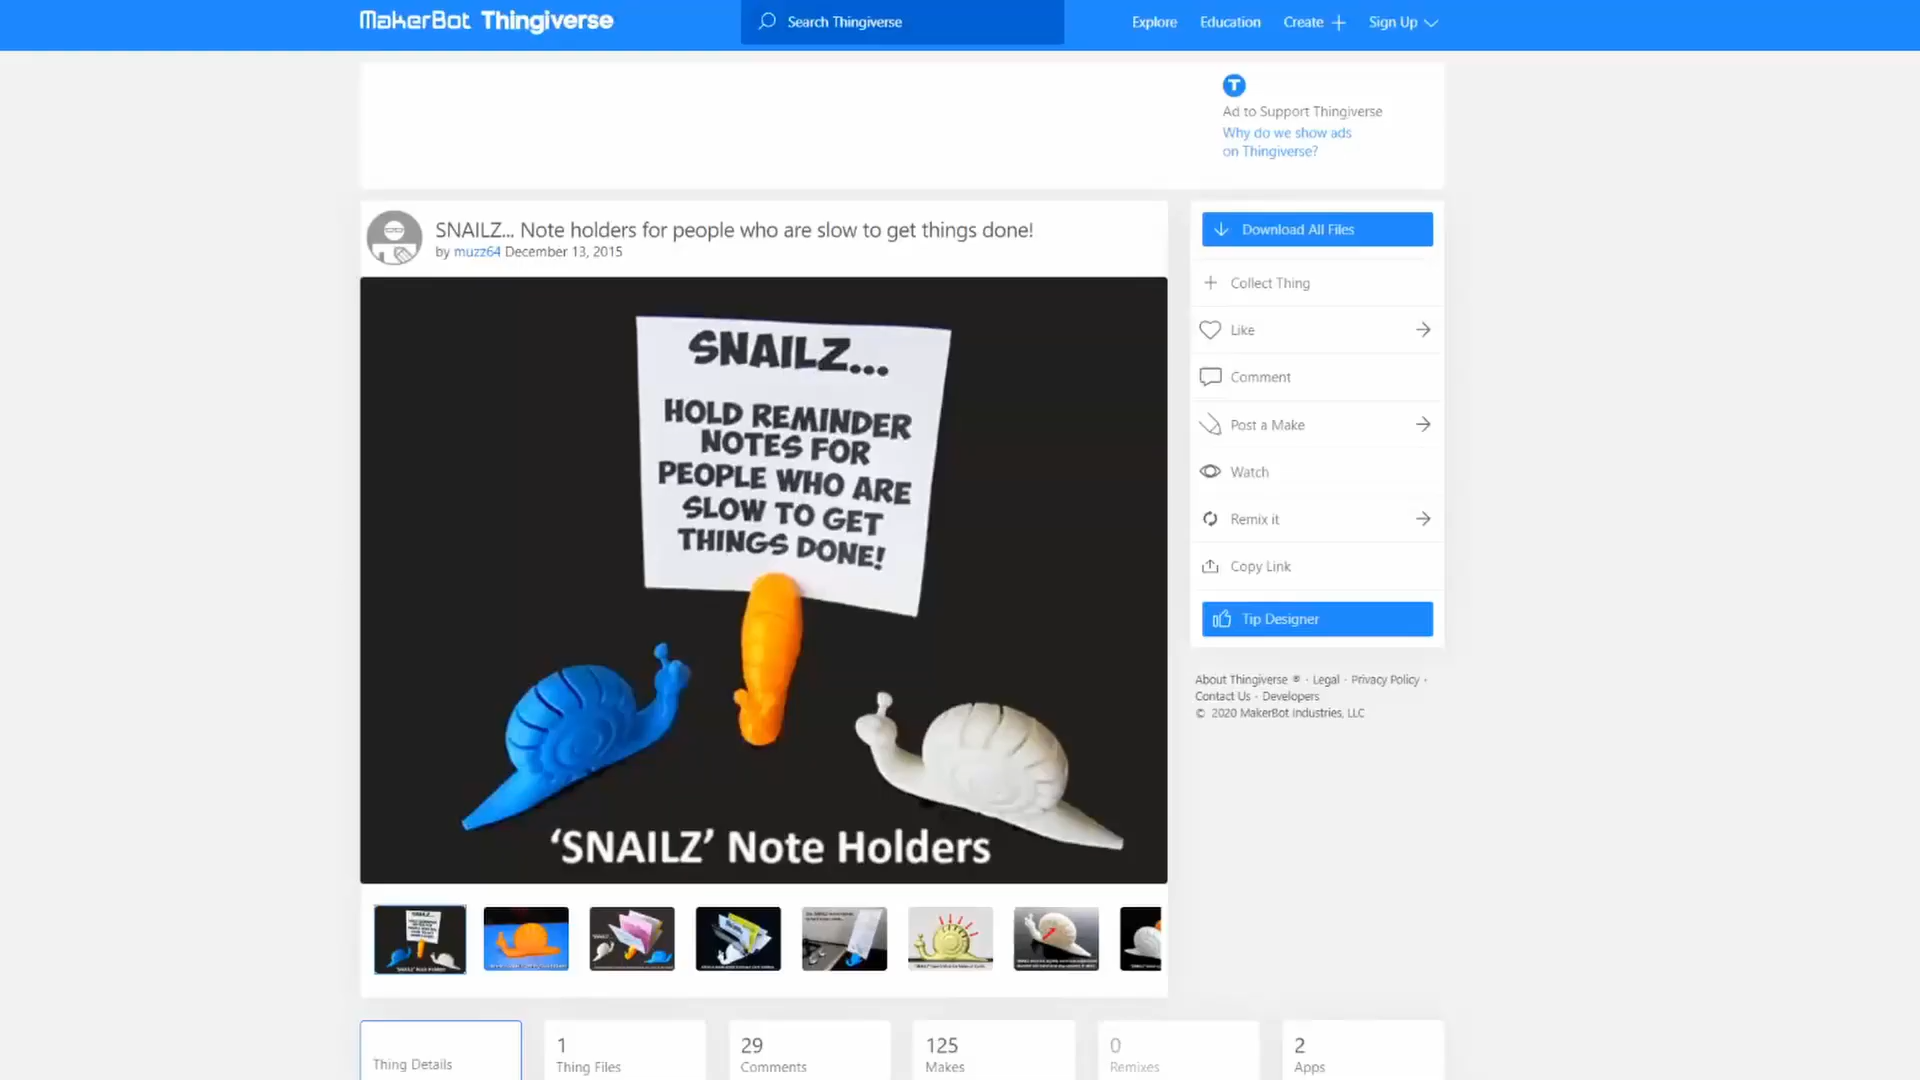 MakerBot Thingiverse
Search Thingiverse
Explore
Education
Create
Sign Up
T
Ad to Support Thingiverse
Why do we show ads
on Thingiverse?
SNAILZ... Note holders for people who are slow to get things done!
by muzz64 December 13, 2015
SNAILZ...
HOLD REMINDER
NOTES FOR
PEOPLE WHO ARE
SLOW TO GET
THINGS DONE!
'SNAILZ' Note Holders
Download All Files
Collect Thing
Like
Comment
Post a Make
Watch
Remix it
Copy Link
Tip Designer
About Thingiverse ® · Legal · Privacy Policy ·
Contact Us · Developers
© 2020 MakerBot Industries, LLC
Thing Details
1
Thing Files
29
Comments
125
Makes
0
Remixes
2
Apps